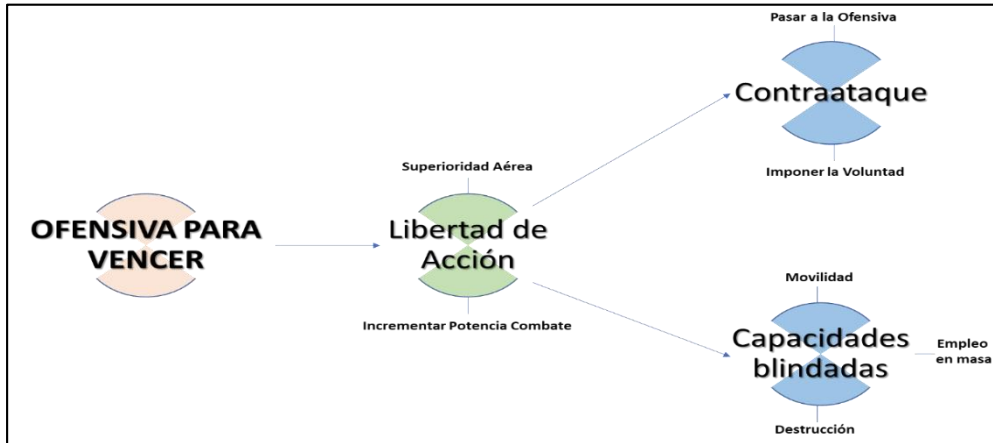 OFENSIVA PARA
VENCER
Superioridad Aérea
Libertad de
Acción
Incrementar Potencia Combate
Pasar a la Ofensiva
Contraataque
Imponer la Voluntad
Movilidad
Capacidades
blindadas
Empleo
en masa
Destrucción